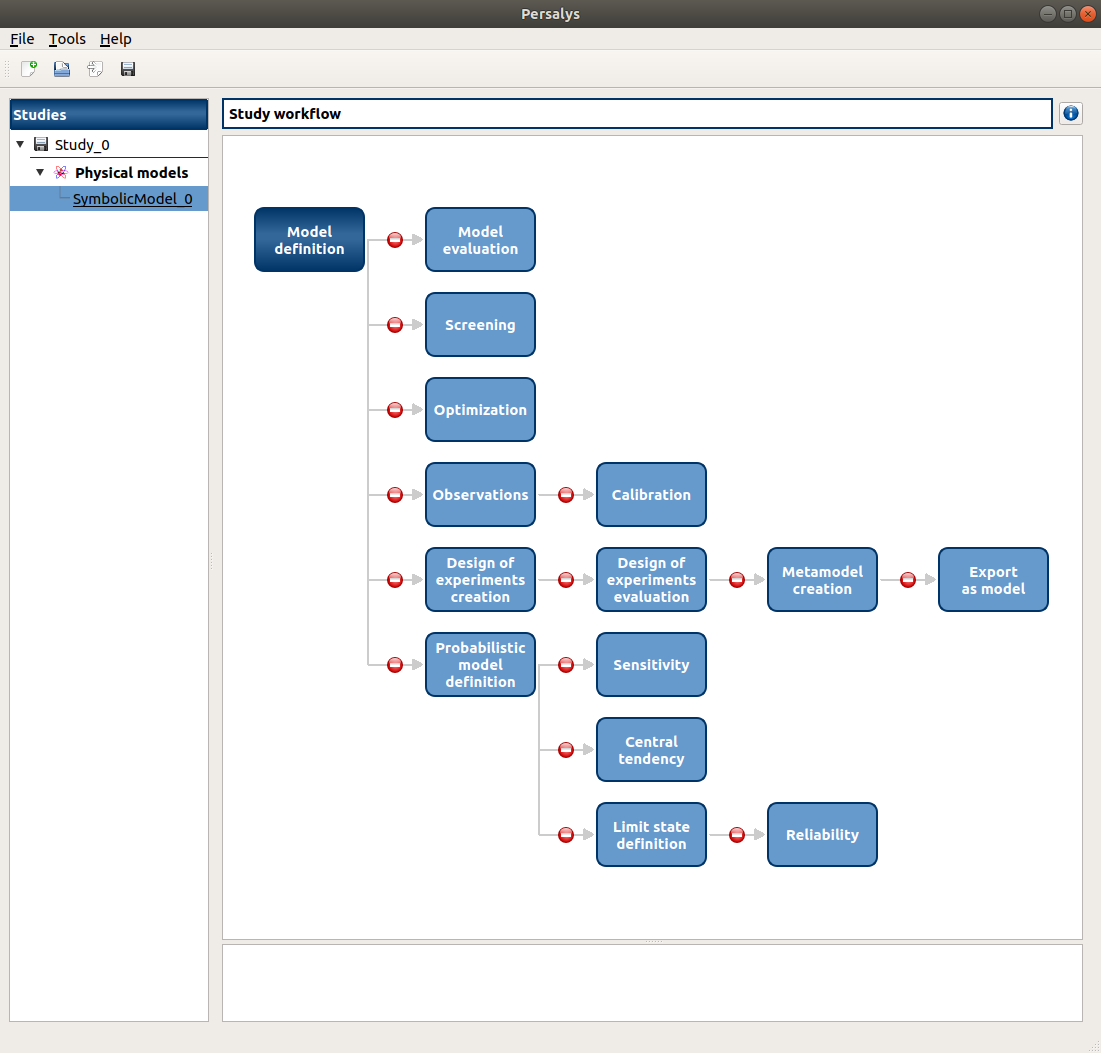 Persalys
File Tools Help
Studies
Study_0
Physical models
SymbolicModel_0
Study workflow
Model
definition
Model
evaluation
Screening
Optimization
Observations
Calibration
Design of
experiments
creation
Design of
experiments
evaluation
Metamodel
creation
Export
as model
Probabilistic
model
definition
Sensitivity
Central
tendency
Limit state
definition
Reliability